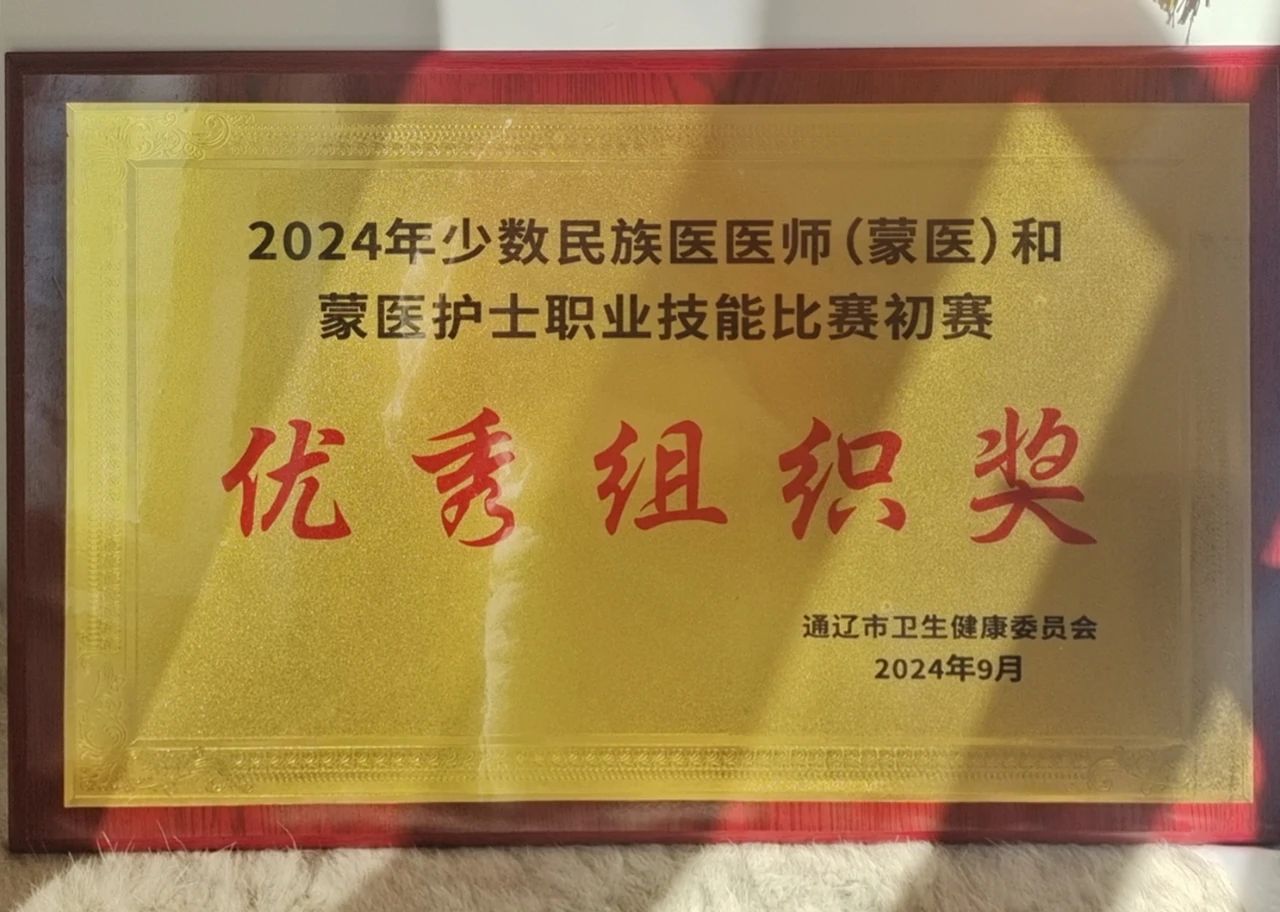 2024年少数民族医医师(蒙医)和
蒙医护士职业技能比赛初赛
优秀组织奖
通辽市卫生健康委员会
2024年9月